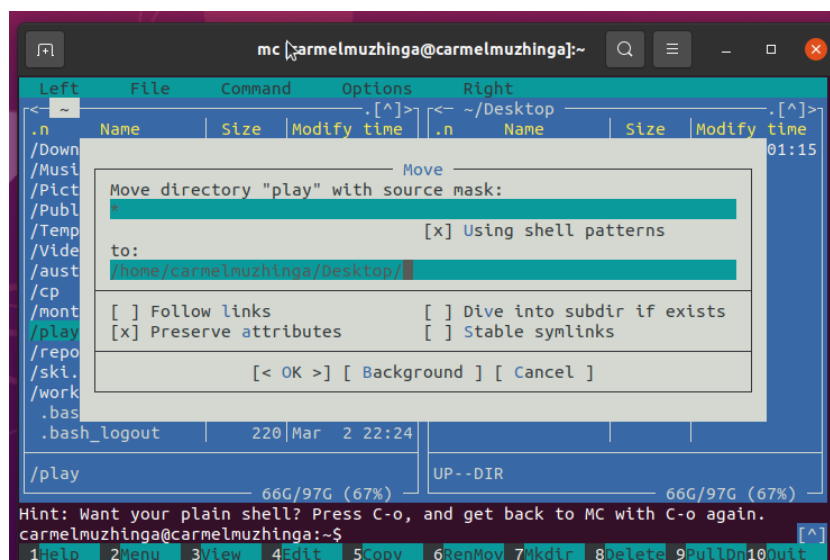 mc [carmelmuzhinga@carmelmuzhinga]:~
Left File Command Options Right
<─ ~ ─.[^]>
<─ ~/Desktop ─.[^]>
.n Name Size Modify time .n Name Size Modify time
/Down 01:15
/Musi
/Pict
/Publ
/Temp
/Vide
/aust
/cp
/mont
/play
/repo
/ski.
/work
.bas
Move
Move directory "play" with source mask:
*
[x] Using shell patterns
to:
/home/carmelmuzhinga/Desktop/
[ ] Follow links [ ] Dive into subdir if exists
[x] Preserve attributes [ ] Stable symlinks
[< OK >] [ Background ] [ Cancel ]
.bash_logout 220 Mar 2 22:24
/play UP--DIR
66G/97G (67%) 66G/97G (67%)
Hint: Want your plain shell? Press C-o, and get back to MC with C-o again.
carmelmuzhinga@carmelmuzhinga:~$ [^]
1Help 2Menu 3View 4Edit 5Copy 6RenMov 7Mkdir 8Delete 9PullDn 10Quit